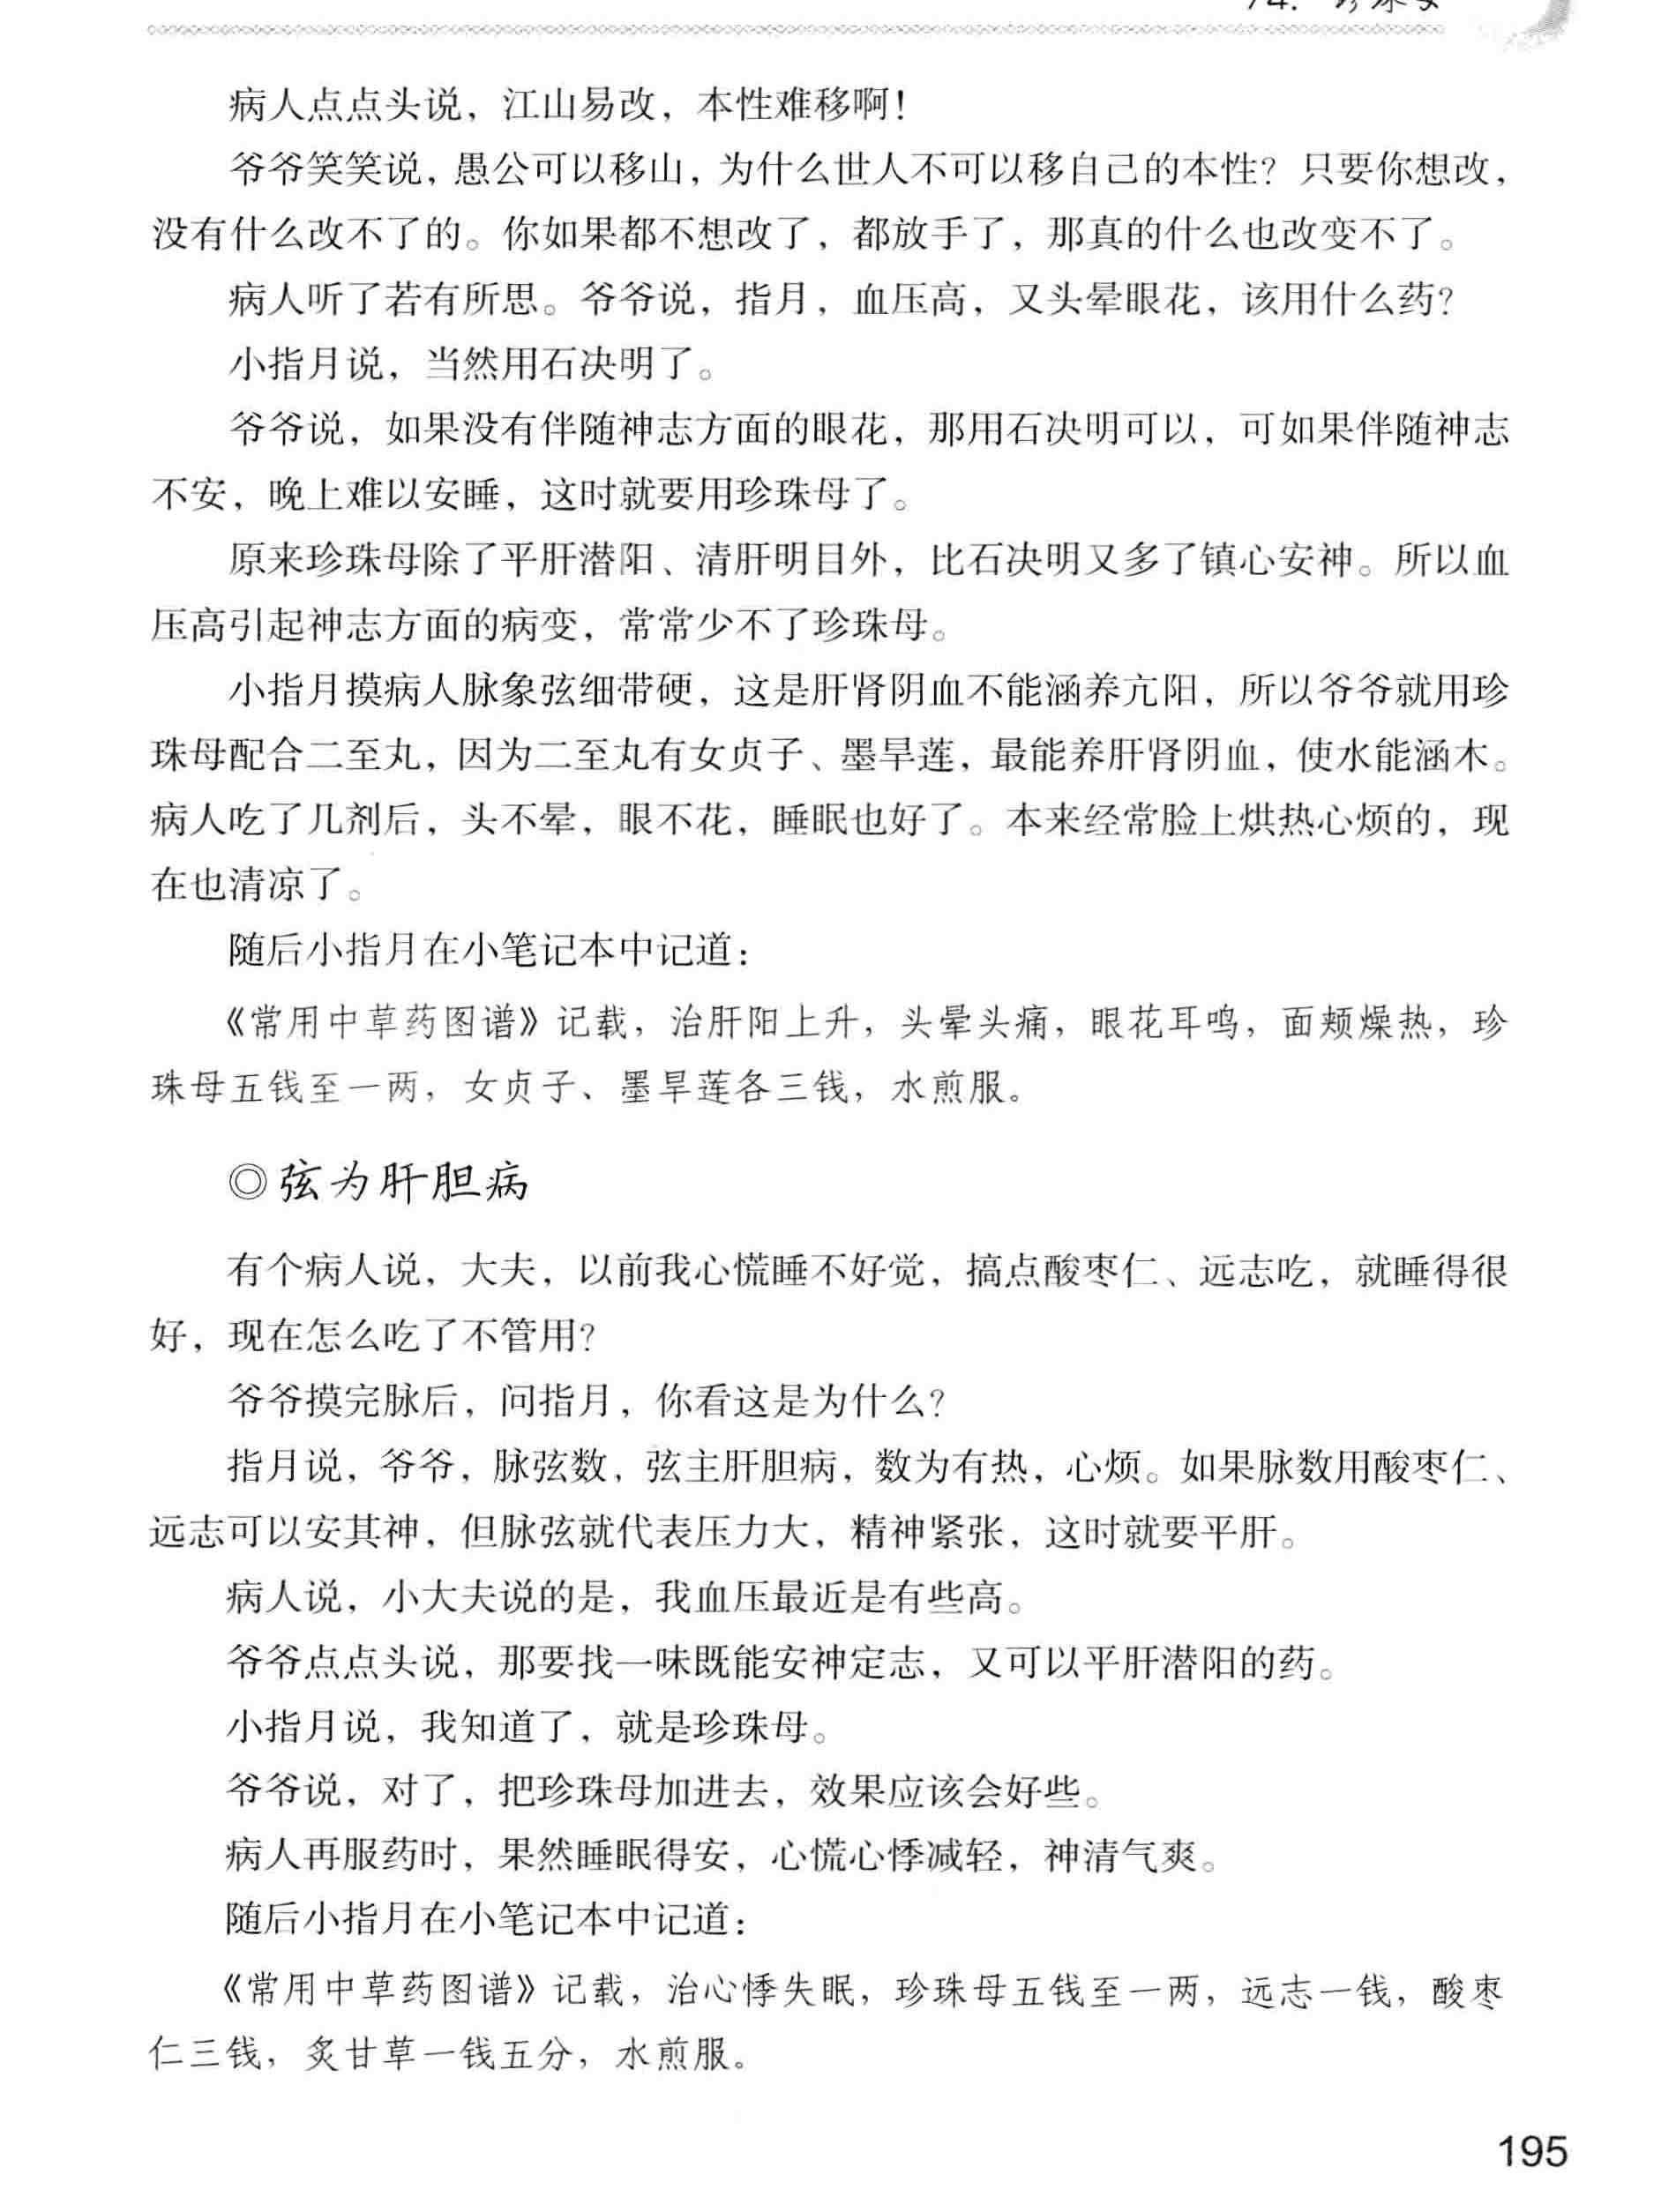 病人点点头说，江山易改，本性难移啊！
爷爷笑笑说，愚公可以移山，为什么世人不可以移自己的本性？只要你想改，
没有什么改不了的。你如果都不想改了，都放手了，那真的什么也改变不了。
病人听了若有所思。爷爷说，指月，血压高，又头晕眼花，该用什么药？
小指月说，当然用石决明了。
爷爷说，如果没有伴随神志方面的眼花，那用石决明可以，可如果伴随神志
不安，晚上难以安睡，这时就要用珍珠母了。
原来珍珠母除了平肝潜阳、清肝明目外，比石决明又多了镇心安神。所以血
压高引起神志方面的病变，常常少不了珍珠母。
小指月摸病人脉象弦细带硬，这是肝肾阴血不能涵养亢阳，所以爷爷就用珍
珠母配合二至丸，因为二至丸有女贞子、墨旱莲，最能养肝肾阴血，使水能涵木。
病人吃了几剂后，头不晕，眼不花，睡眠也好了。本来经常脸上烘热心烦的，现
在也清凉了。
随后小指月在小笔记本中记道：
《常用中草药图谱》记载，治肝阳上升，头晕头痛，眼花耳鸣，面颊燥热，珍
珠母五钱至一两，女贞子、墨旱莲各三钱，水煎服。
◎弦为肝胆病
有个病人说，大夫，以前我心慌睡不好觉，搞点酸枣仁、远志吃，就睡得很
好，现在怎么吃了不管用？
爷爷摸完脉后，问指月，你看这是为什么？
指月说，爷爷，脉弦数，弦主肝胆病，数为有热，心烦。如果脉数用酸枣仁、
远志可以安其神，但脉弦就代表压力大，精神紧张，这时就要平肝。
病人说，小大夫说的是，我血压最近是有些高。
爷爷点点头说，那要找一味既能安神定志，又可以平肝潜阳的药。
小指月说，我知道了，就是珍珠母。
爷爷说，对了，把珍珠母加进去，效果应该会好些。
病人再服药时，果然睡眠得安，心慌心悸减轻，神清气爽。
随后小指月在小笔记本中记道：
《常用中草药图谱》记载，治心悸失眠，珍珠母五钱至一两，远志一钱，酸枣
仁三钱，炙甘草一钱五分，水煎服。
195